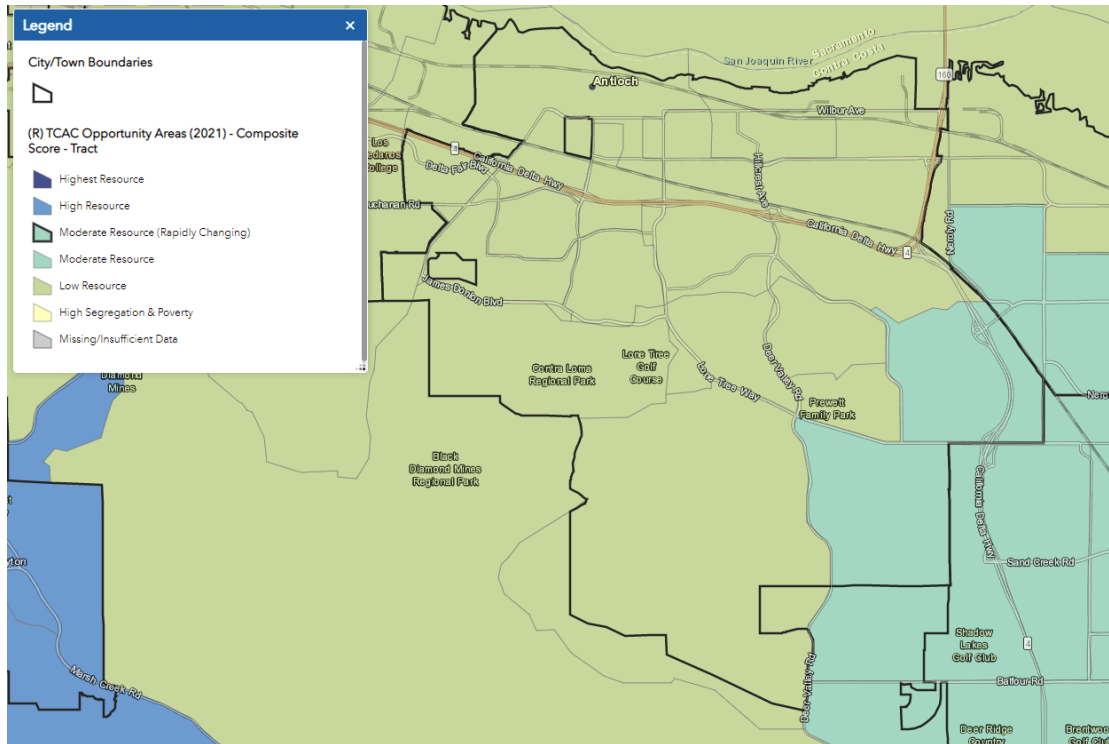 Legend
×
City/Town Boundaries
(R) TCAC Opportunity Areas (2021) - Composite
Score - Tract
Highest Resource
High Resource
Moderate Resource (Rapidly Changing)
Moderate Resource
Low Resource
High Segregation & Poverty
Missing/Insufficient Data
Sacramento
Contra Costa
San Joaquin River
160
Antioch
Wilbur Ave
Los
College
4
California Delta Hwy
Delta Fair Blvd
Hillcrest Ave
Neroly Rd
California Delta Hwy
4
James Donlon Blvd
Contra Loma
Regional Park
Lone Tree
Golf
Course
Lone Tree Way
Deer Valley Rd
Prewett
Family Park
Diamond
Mines
Black
Diamond Mines
Regional Park
California Delta Hwy
Sand Creek Rd
Shadow
Lakes
Golf Club
4
Balfour Rd
Deer Valley Rd
Marsh Creek Rd
Deer Ridge
Country